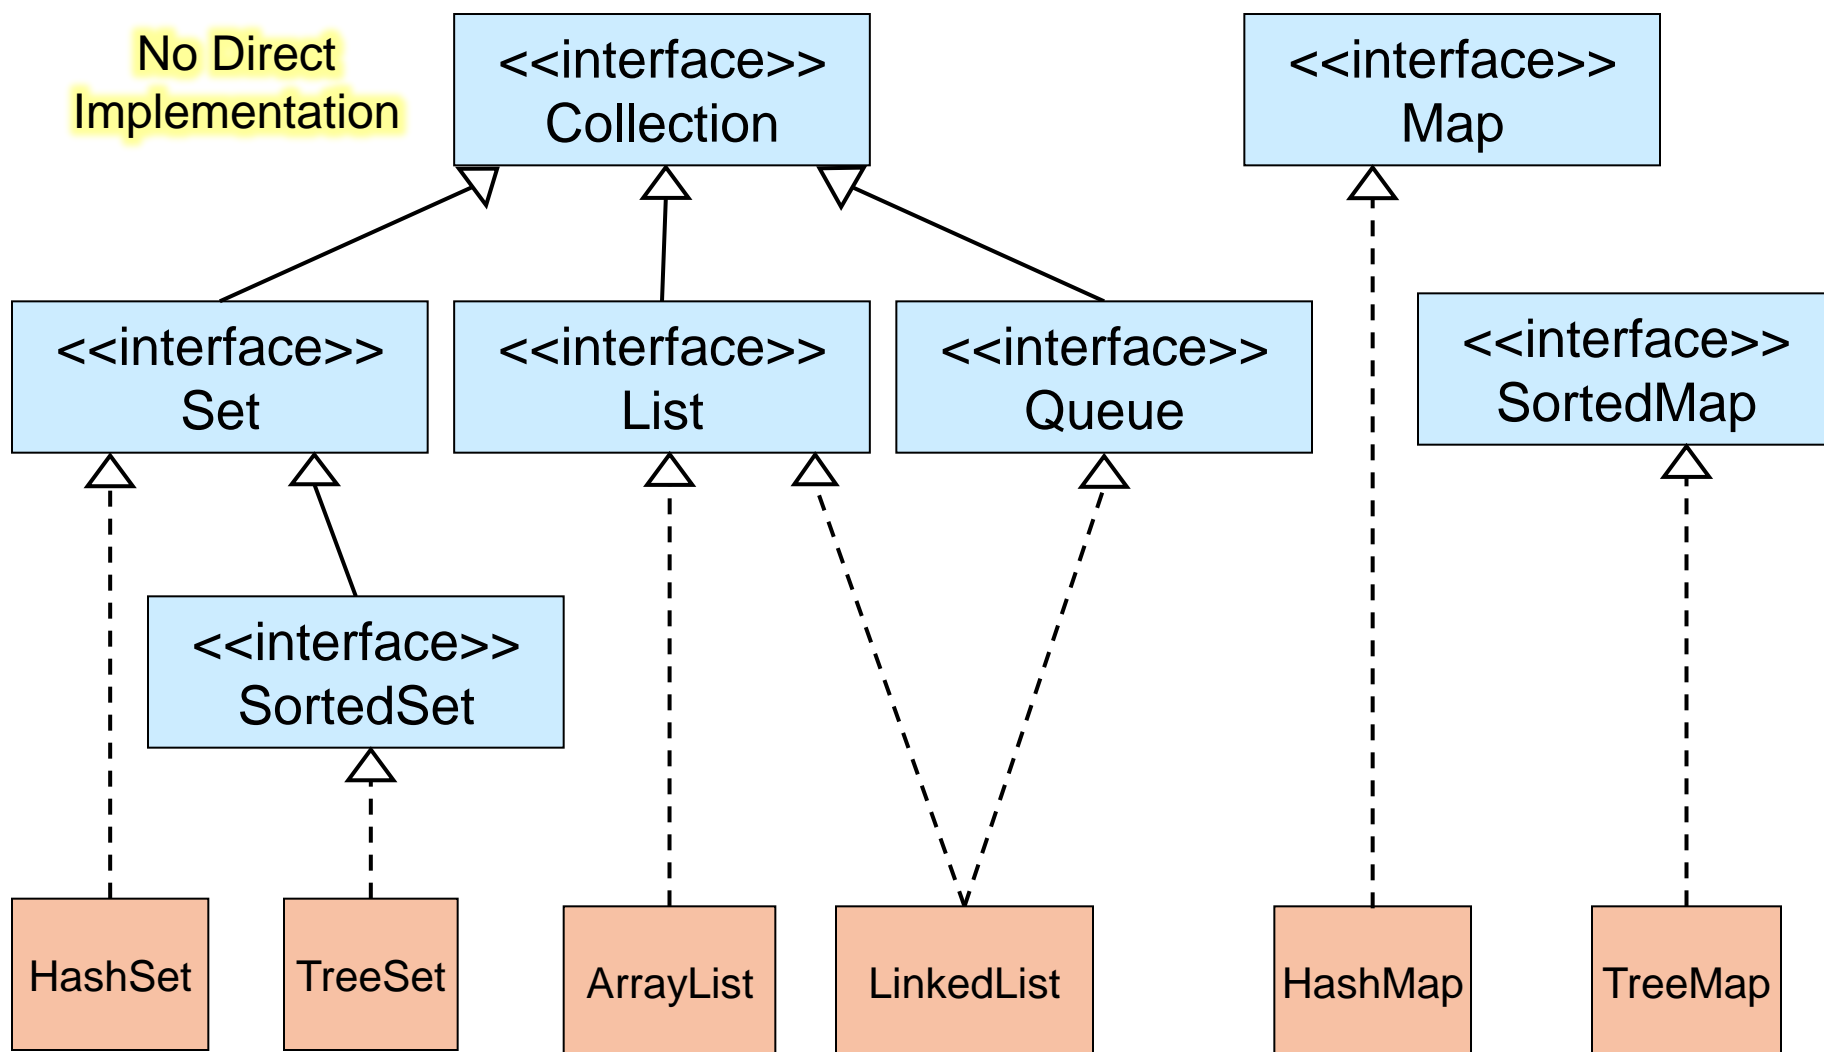 No Direct
Implementation
<<interface>>
Collection
<<interface>>
Map
<<interface>>
Set
<<interface>>
List
<<interface>>
Queue
<<interface>>
SortedMap
<<interface>>
SortedSet
HashSet
TreeSet
ArrayList
LinkedList
HashMap
TreeMap